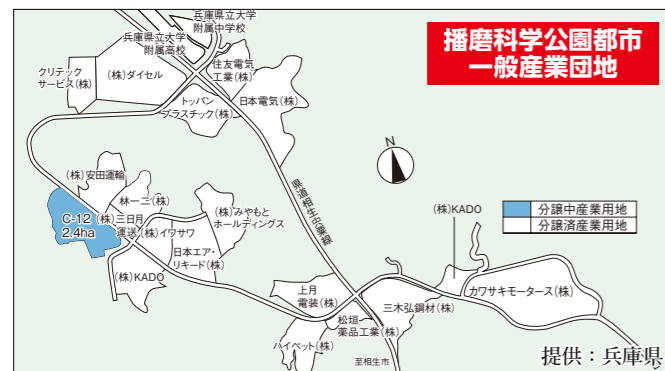 播磨科学公園都市
一般産業団地
兵庫県立大学
附属中学校
兵庫県立大学
附属高校
クリテック
サービス(株)
(株)ダイセル
住友電気
工業(株)
トッパン
プラスチック(株)
日本電気(株)
N
県道相生宍粟線
(株)安田運輸
林一二(株)
C-12
2.4ha
(株)三日月
運送
(株)イワサワ
(株)みやもと
ホールディングス
日本エア・
リキード(株)
(株)KADO
上月
電装(株)
松垣
薬品工業(株)
ハイベット(株)
三木弘鋼材(株)
(株)KADO
カワサキモータース(株)
分譲中産業用地
分譲済産業用地
至相生市
提供：兵庫県